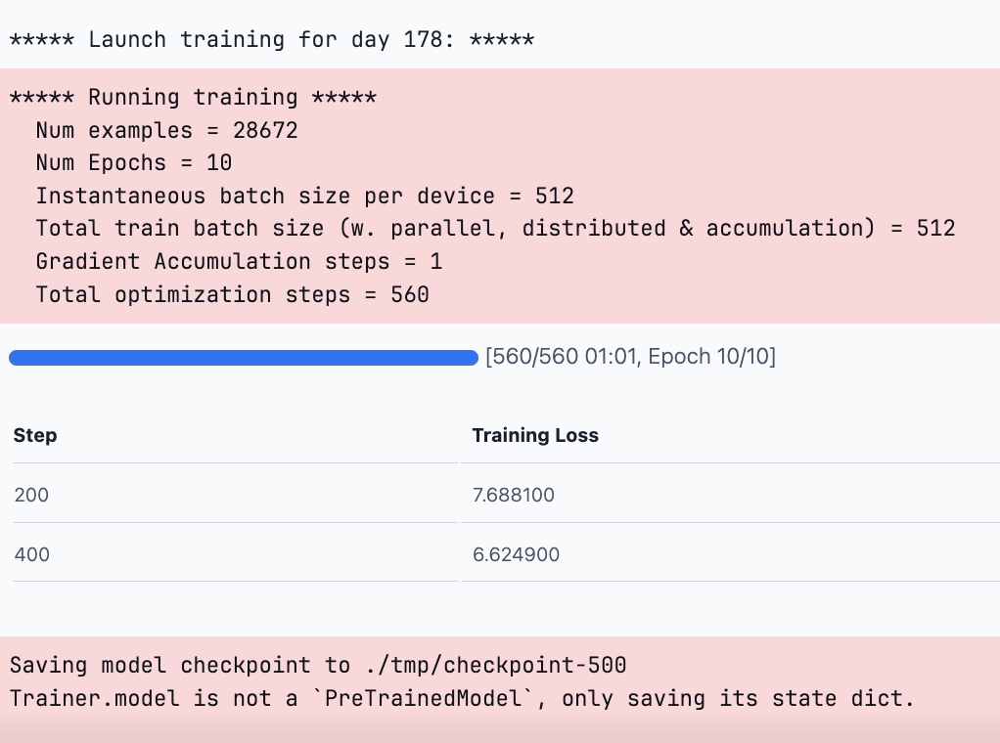 ***** Launch training for day 178: *****
***** Running training *****
Num examples = 28672
Num Epochs = 10
Instantaneous batch size per device = 512
Total train batch size (w. parallel, distributed & accumulation) = 512
Gradient Accumulation steps = 1
Total optimization steps = 560
[560/560 01:01, Epoch 10/10]
Step Training Loss
200 7.688100
400 6.624900
Saving model checkpoint to ./tmp/checkpoint-500
Trainer.model is not a `PreTrainedModel`, only saving its state dict.